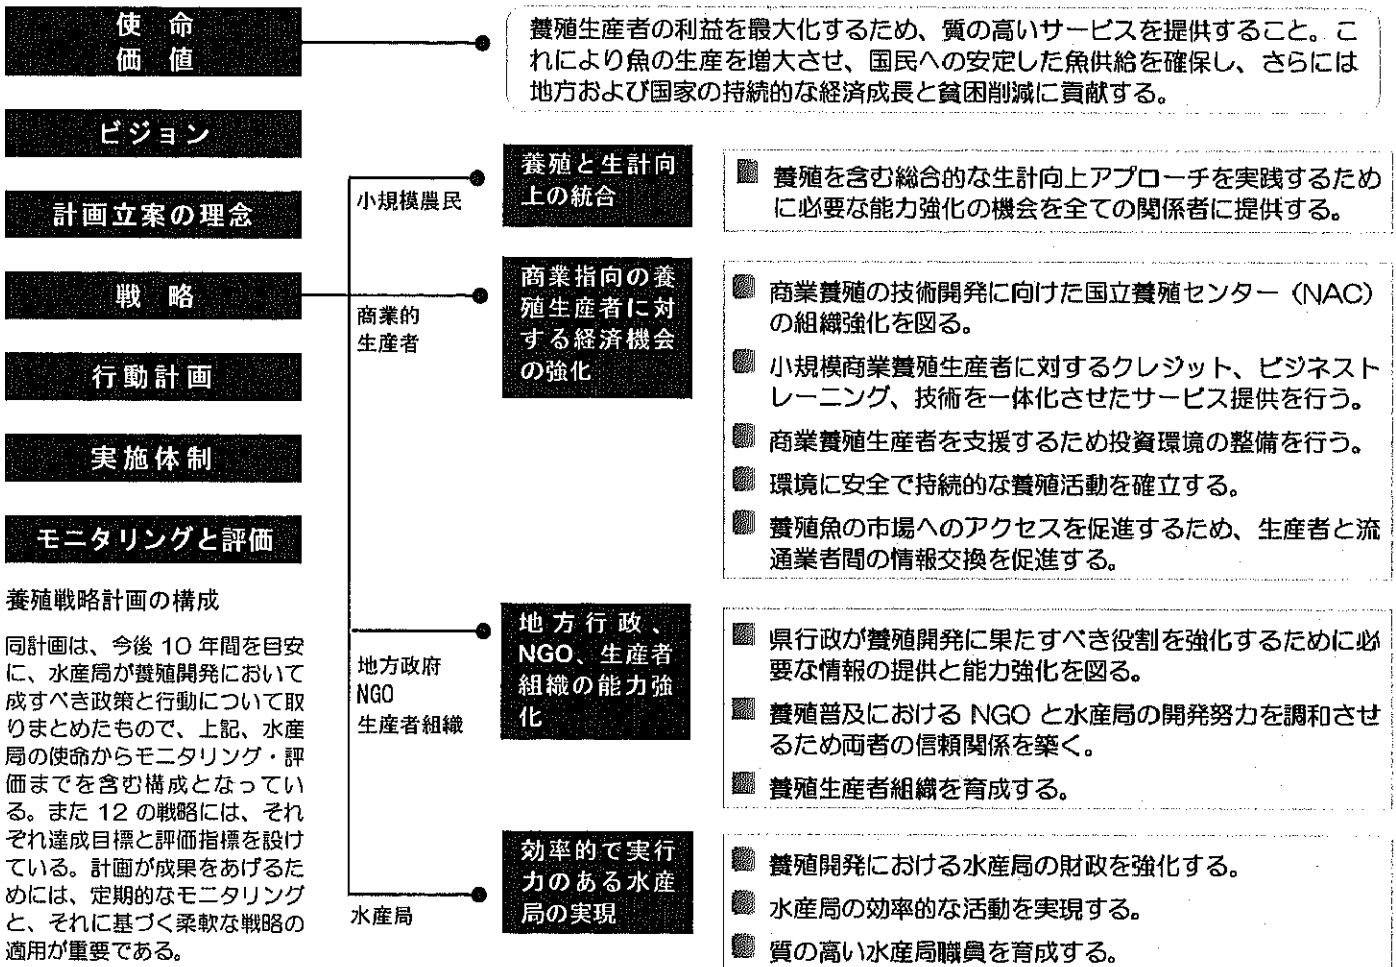 使命
価値
養殖生産者の利益を最大化するため、質の高いサービスを提供すること。こ
れにより魚の生産を増大させ、国民への安定した魚供給を確保し、さらには
地方および国家の持続的な経済成長と貧困削減に貢献する。
ビジョン
計画立案の理念
戦略
行動計画
実施体制
モニタリングと評価
養殖戦略計画の構成
同計画は、今後 10 年間を目安
に、水産局が養殖開発において
成すべき政策と行動について取
りまとめたもので、上記、水産
局の使命からモニタリング・評
価までを含む構成となってい
る。また 12 の戦略には、それ
ぞれ達成目標と評価指標を設け
ている。計画が成果をあげるた
めには、定期的なモニタリング
と、それに基づく柔軟な戦略の
適用が重要である。
小規模農民
養殖と生計向
上の統合
養殖を含む総合的な生計向上アプローチを実践するため
に必要な能力強化の機会を全ての関係者に提供する。
商業的
生産者
商業指向の養
殖生産者に対
する経済機会
の強化
商業養殖の技術開発に向けた国立養殖センター（NAC）
の組織強化を図る。
小規模商業養殖生産者に対するクレジット、ビジネスト
レーニング、技術を一体化させたサービス提供を行う。
商業養殖生産者を支援するため投資環境の整備を行う。
環境に安全で持続的な養殖活動を確立する。
養殖魚の市場へのアクセスを促進するため、生産者と流
通業者間の情報交換を促進する。
地方政府
NGO
生産者組織
地方行政、
NGO、生産者
組織の能力強
化
県行政が養殖開発に果たすべき役割を強化するために必
要な情報の提供と能力強化を図る。
養殖普及における NGO と水産局の開発努力を調和させ
るため両者の信頼関係を築く。
養殖生産者組織を育成する。
水産局
効率的で実行
力のある水産
局の実現
養殖開発における水産局の財政を強化する。
水産局の効率的な活動を実現する。
質の高い水産局職員を育成する。